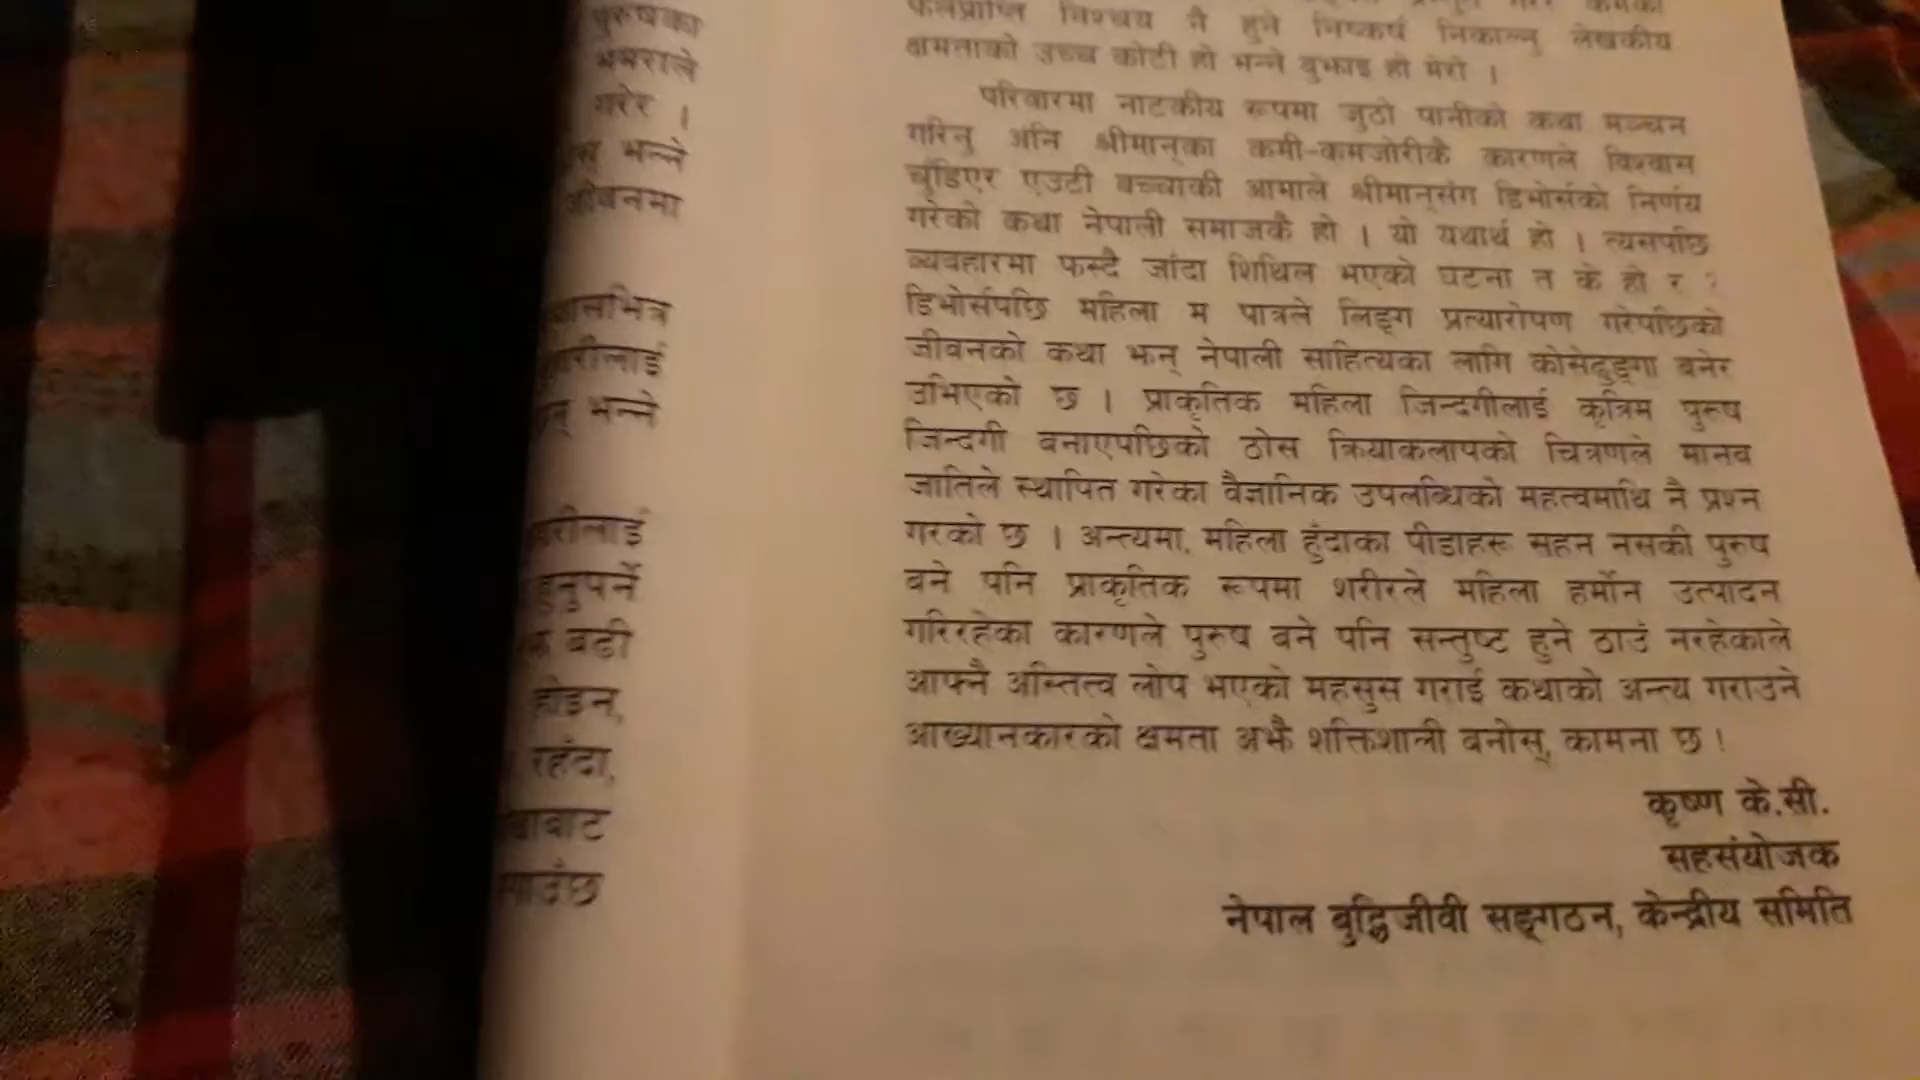 पुरुषका
भमराले
गरेर ।
भन्ने
जीवनमा
भन्ने
हुनुपर्ने
बढी
होइन,
रहंदा,
फलप्राप्ति निश्चय नै हुने निष्कर्ष निकाल्नु लेखकीय
क्षमताको उच्च कोटी हो भन्ने बुझाइ हो मेरो ।
परिवारमा नाटकीय रूपमा जुठो पानीको कथा मञ्चन
गरिनु अनि श्रीमान्का कमी-कमजोरीकै कारणले विश्वास
चुंडिएर एउटी बच्चाकी आमाले श्रीमान्संग डिभोर्सको निर्णय
गरेको कथा नेपाली समाजकै हो । यो यथार्थ हो । त्यसपछि
व्यवहारमा फस्दै जांदा शिथिल भएको घटना त के हो र ?
डिभोर्सपछि महिला म पात्रले लिङ्ग प्रत्यारोपण गरेपछिको
जीवनको कथा झन् नेपाली साहित्यका लागि कोसेढुङ्गा बनेर
उभिएको छ । प्राकृतिक महिला जिन्दगीलाई कृत्रिम पुरुष
जिन्दगी बनाएपछिको ठोस क्रियाकलापको चित्रणले मानव
जातिले स्थापित गरेका वैज्ञानिक उपलब्धिको महत्वमाथि नै प्रश्न
गरको छ । अन्त्यमा, महिला हुंदाका पीडाहरू सहन नसकी पुरुष
बने पनि प्राकृतिक रूपमा शरीरले महिला हर्मोन उत्पादन
गरिरहेका कारणले पुरुष बने पनि सन्तुष्ट हुने ठाउं नरहेकाले
आफ्नै अस्तित्व लोप भएको महसुस गराई कथाको अन्त्य गराउने
आख्यानकारको क्षमता अझै शक्तिशाली बनोस्, कामना छ ।
कृष्ण के.सी.
सहसंयोजक
नेपाल बुद्धिजीवी सङ्गठन, केन्द्रीय समिति